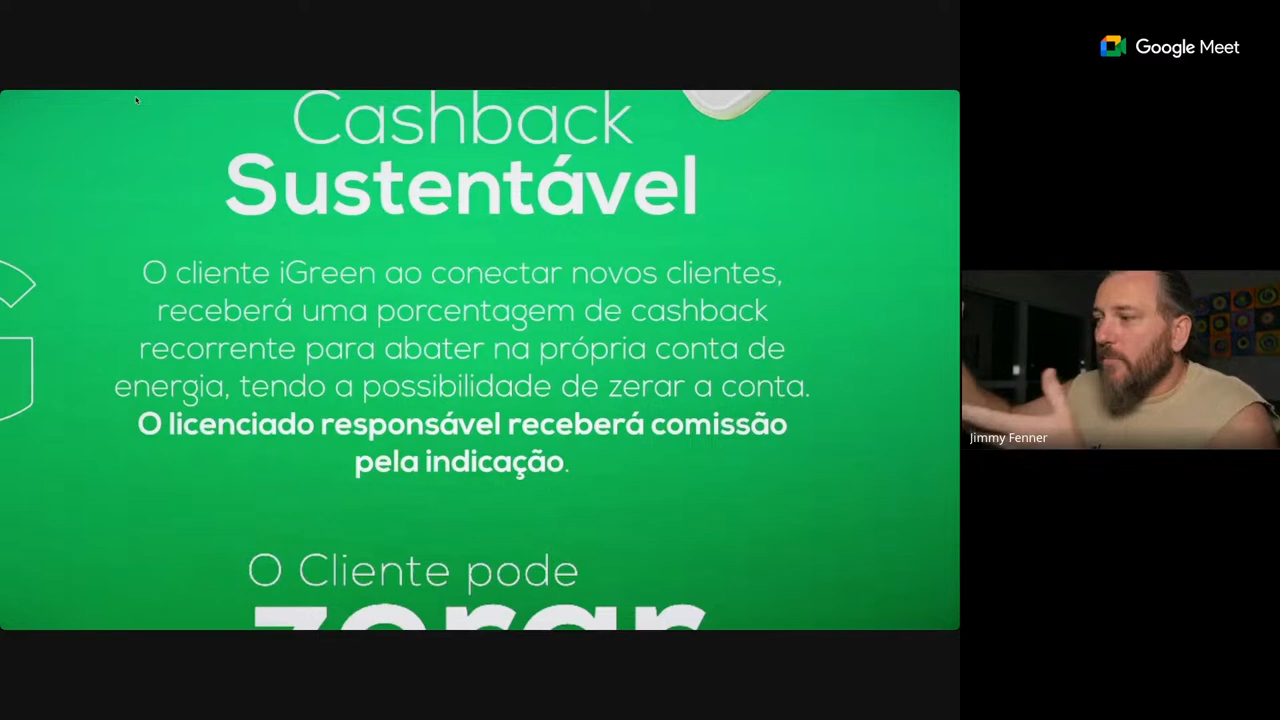 Google Meet
Cashback
Sustentável
O cliente iGreen ao conectar novos clientes,
receberá uma porcentagem de cashback
recorrente para abater na própria conta de
energia, tendo a possibilidade de zerar a conta.
O licenciado responsável receberá comissão
pela indicação.
O Cliente pode
zerar
Jimmy Fenner